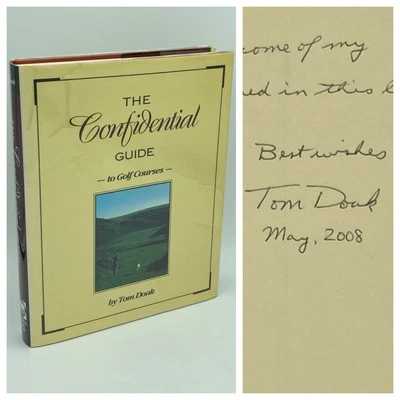 THE
Confidential
GUIDE
— to Golf Courses —
by Tom Doak
ome of my
ed in this
Best wishes
Tom Doak
May, 2008